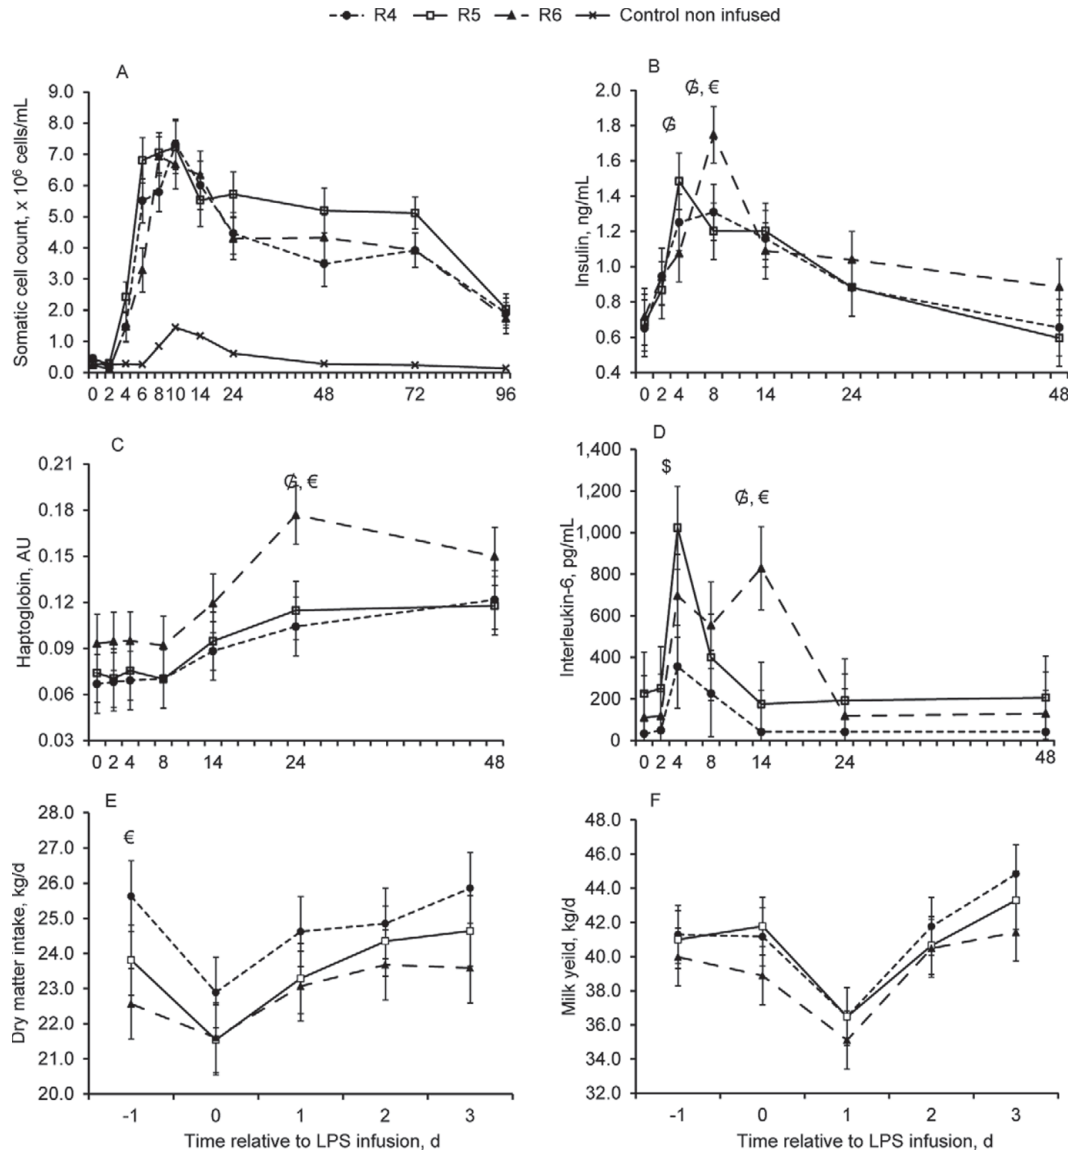 R4 R5 R6 Control non infused
A
Somatic cell count, x 10⁶ cells/mL
9.0
8.0
7.0
6.0
5.0
4.0
3.0
2.0
1.0
0.0
0 2 4 6 8 10 14 24 48 72 96
B
₲, €
₲
Insulin, ng/mL
2.0
1.8
1.6
1.4
1.2
1.0
0.8
0.6
0.4
0 2 4 8 14 24 48
C
₲, €
Haptoglobin, AU
0.21
0.18
0.15
0.12
0.09
0.06
0.03
0 2 4 8 14 24 48
D
$
₲, €
Interleukin-6, pg/mL
1,400
1,200
1,000
800
600
400
200
0
0 2 4 8 14 24 48
E
€
Dry matter intake, kg/d
28.0
27.0
26.0
25.0
24.0
23.0
22.0
21.0
20.0
-1 0 1 2 3
Time relative to LPS infusion, d
F
Milk yeild, kg/d
48.0
46.0
44.0
42.0
40.0
38.0
36.0
34.0
32.0
-1 0 1 2 3
Time relative to LPS infusion, d